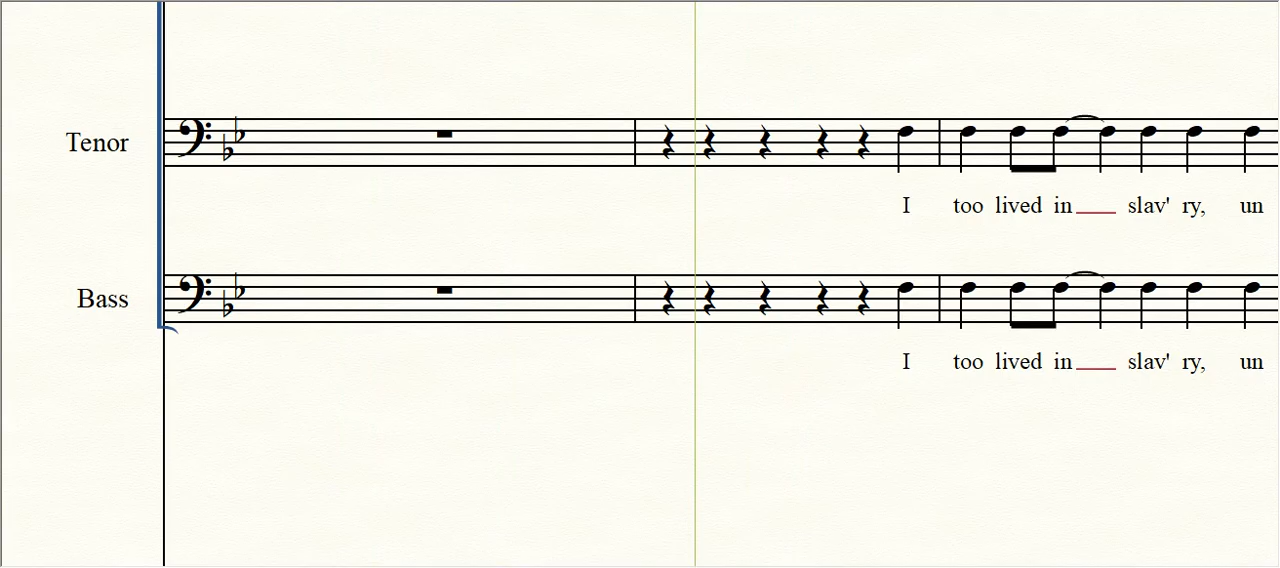 Tenor
I too lived in slav' ry, un
Bass
I too lived in slav' ry, un